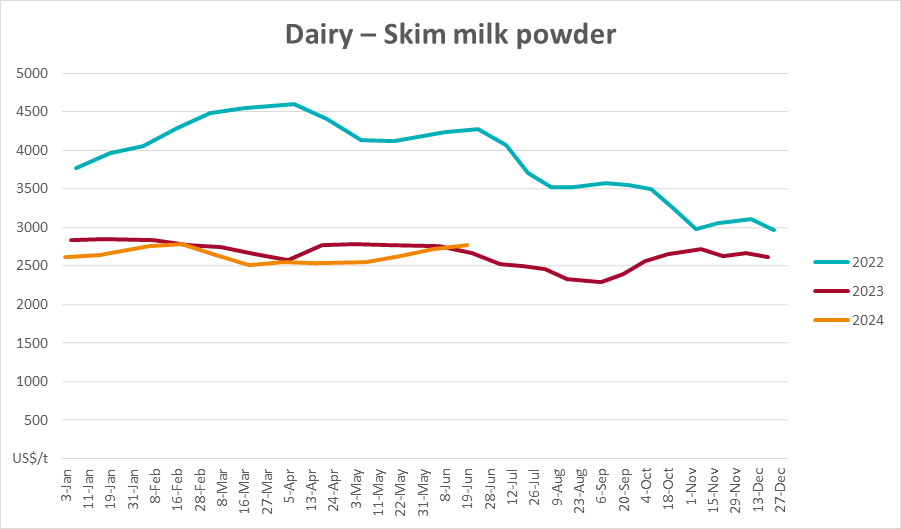 Dairy – Skim milk powder
5000
4500
4000
3500
3000
2500
2000
1500
1000
500
US$/t
3-Jan
11-Jan
19-Jan
31-Jan
8-Feb
16-Feb
28-Feb
8-Mar
16-Mar
27-Mar
5-Apr
13-Apr
24-Apr
3-May
11-May
22-May
31-May
8-Jun
19-Jun
28-Jun
12-Jul
26-Jul
9-Aug
23-Aug
6-Sep
20-Sep
4-Oct
18-Oct
1-Nov
15-Nov
29-Nov
13-Dec
27-Dec
2022
2023
2024